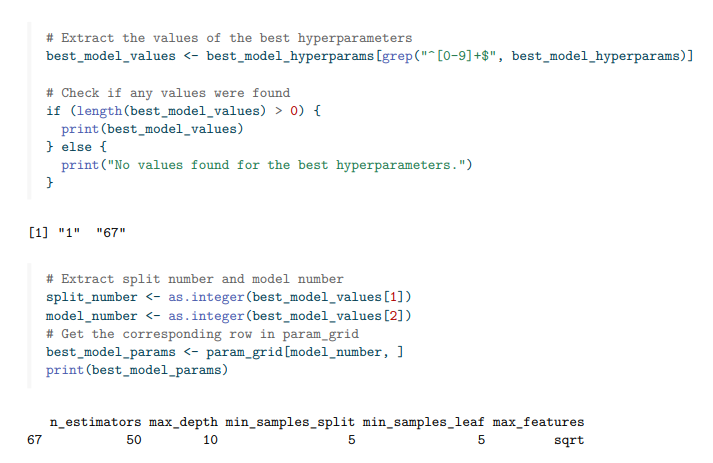 # Extract the values of the best hyperparameters
best_model_values <- best_model_hyperparams[grep("^[0-9]+$", best_model_hyperparams)]
# Check if any values were found
if (length(best_model_values) > 0) {
print(best_model_values)
} else {
print("No values found for the best hyperparameters.")
}
[1] "1" "67"
# Extract split number and model number
split_number <- as.integer(best_model_values[1])
model_number <- as.integer(best_model_values[2])
# Get the corresponding row in param_grid
best_model_params <- param_grid[model_number, ]
print(best_model_params)
n_estimators max_depth min_samples_split min_samples_leaf max_features
67 50 10 5 5 sqrt